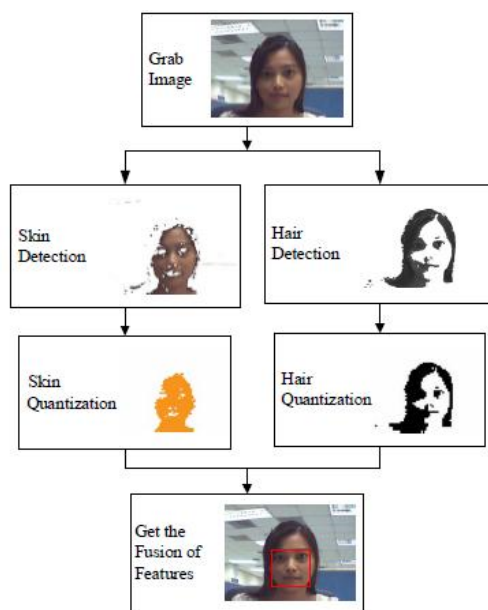 Grab
Image
Skin
Detection
Hair
Detection
Skin
Quantization
Hair
Quantization
Get the
Fusion of
Features